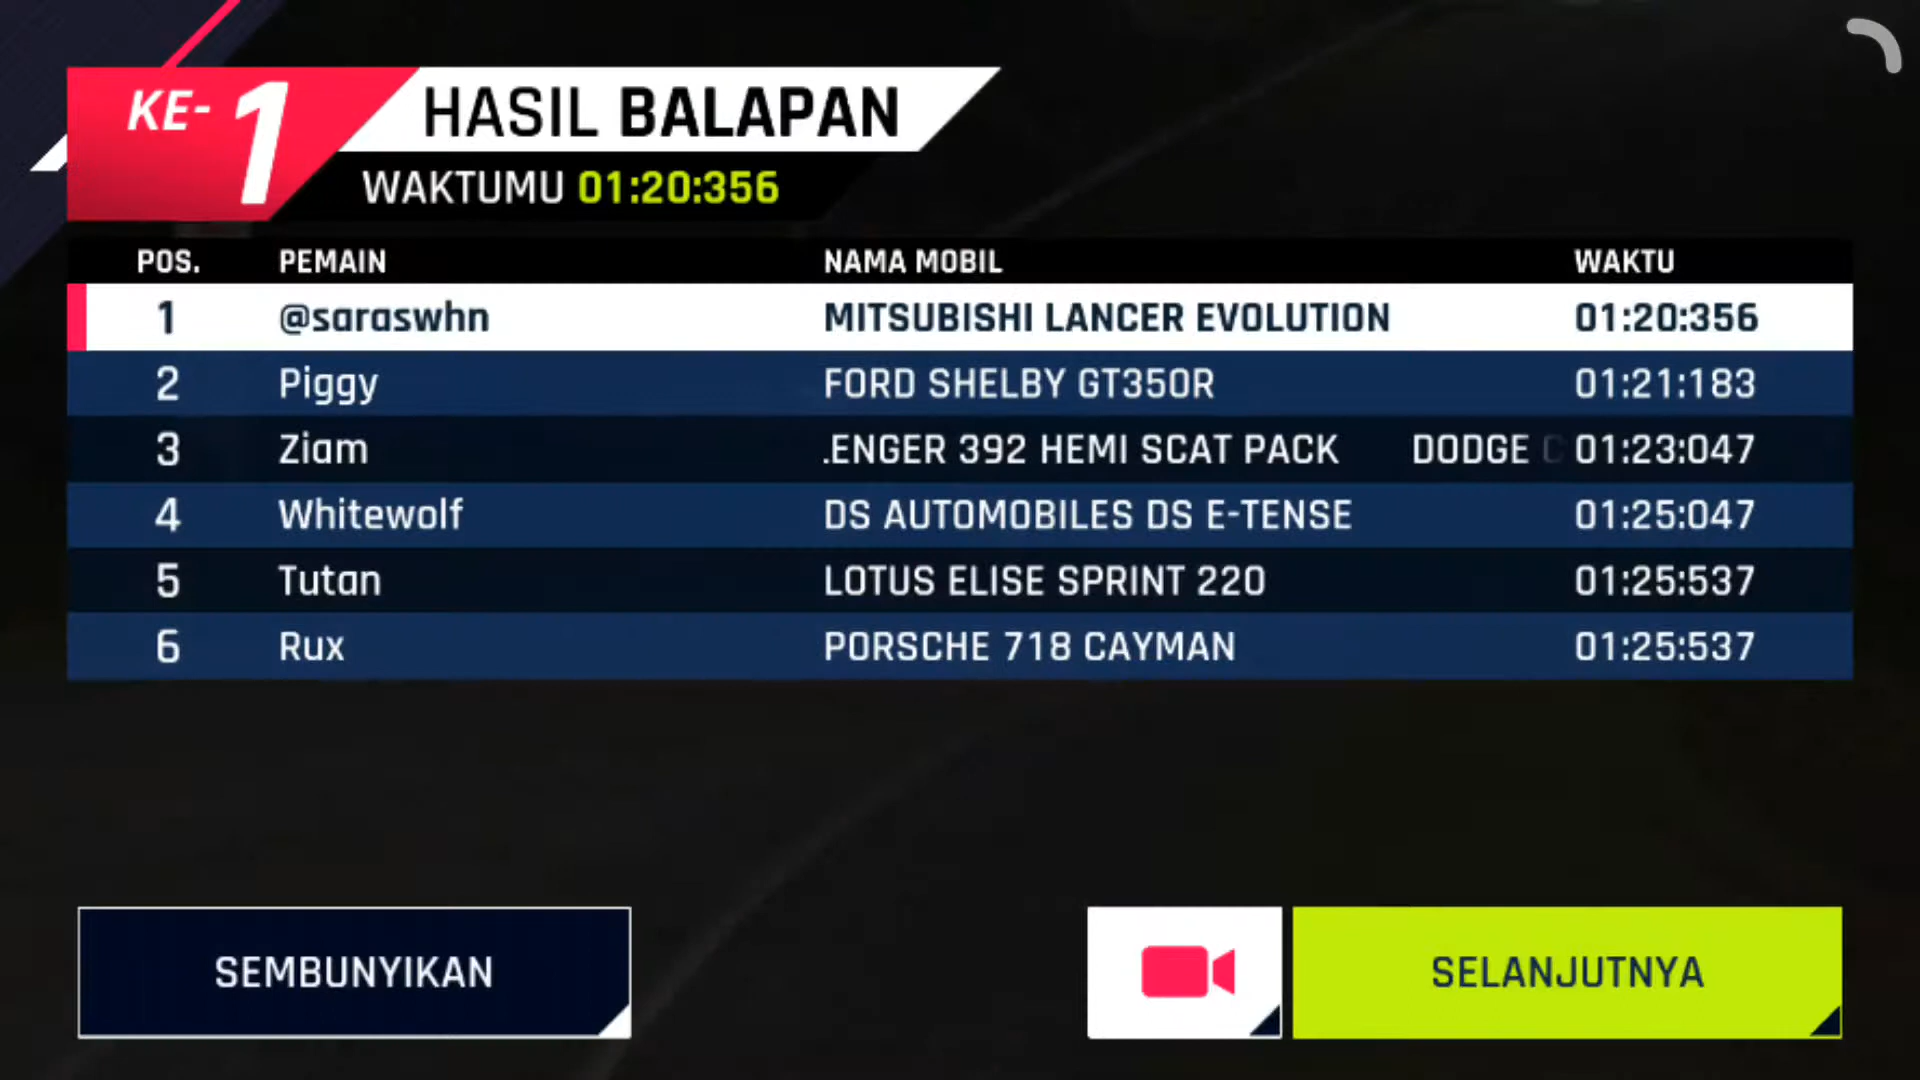 KE-1
HASIL BALAPAN
WAKTUMU 01:20:356
POS. PEMAIN NAMA MOBIL WAKTU
1 @saraswhn MITSUBISHI LANCER EVOLUTION 01:20:356
2 Piggy FORD SHELBY GT350R 01:21:183
3 Ziam .ENGER 392 HEMI SCAT PACK DODGE C 01:23:047
4 Whitewolf DS AUTOMOBILES DS E-TENSE 01:25:047
5 Tutan LOTUS ELISE SPRINT 220 01:25:537
6 Rux PORSCHE 718 CAYMAN 01:25:537
SEMBUNYIKAN
SELANJUTNYA